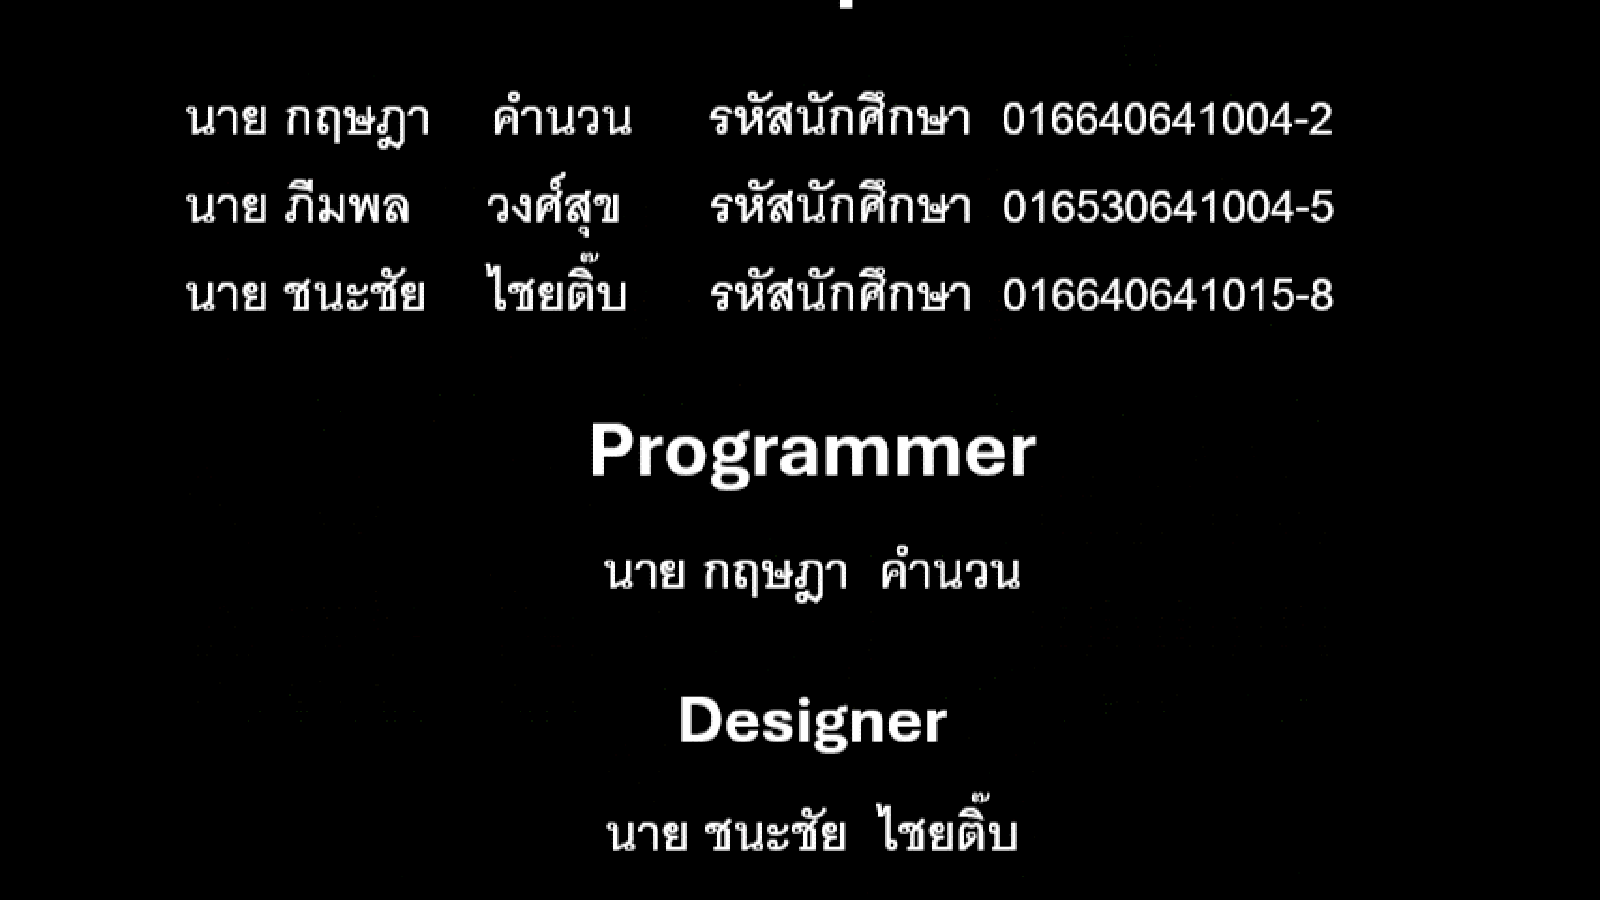 นาย กฤษฎา คำนวน รหัสนักศึกษา 016640641004-2
นาย ภีมพล วงศ์สุข รหัสนักศึกษา 016530641004-5
นาย ชนะชัย ไชยติ๊บ รหัสนักศึกษา 016640641015-8
Programmer
นาย กฤษฎา คำนวน
Designer
นาย ชนะชัย ไชยติ๊บ